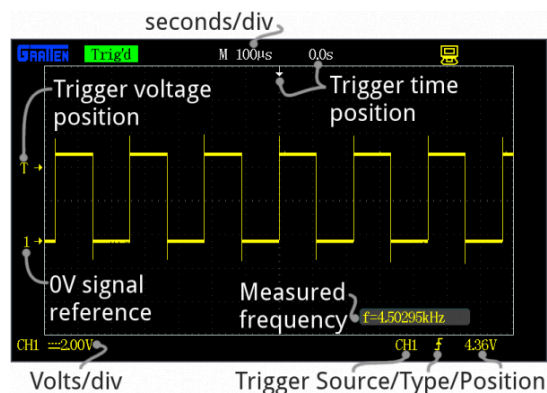 seconds/div
GRATTEN Trig'd M 100μs 0.0s
Trigger voltage
position
Trigger time
position
T
1
0V signal
reference
Measured
frequency
f=4.50295kHz
CH1 2.00V CH1 4.36V
Volts/div Trigger Source/Type/Position